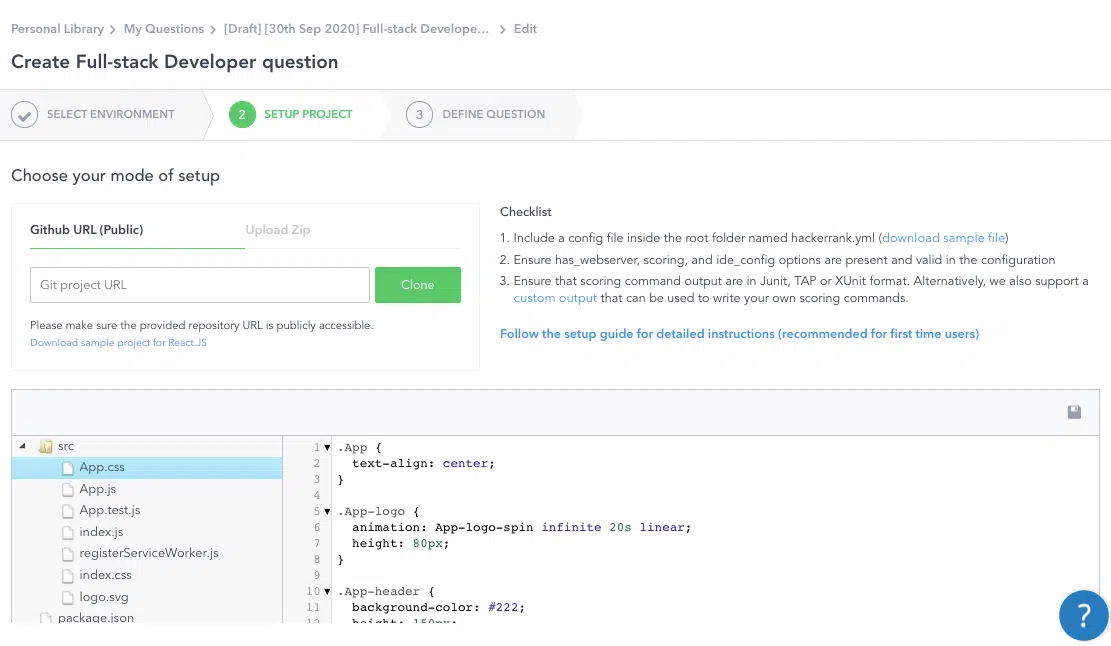 Personal Library > My Questions > [Draft] [30th Sep 2020] Full-stack Develope... > Edit
Create Full-stack Developer question
SELECT ENVIRONMENT
2 SETUP PROJECT
3 DEFINE QUESTION
Choose your mode of setup
Github URL (Public)
Upload Zip
Git project URL
Clone
Please make sure the provided repository URL is publicly accessible.
Download sample project for React.JS
Checklist
1. Include a config file inside the root folder named hackerrank.yml (download sample file)
2. Ensure has_webserver, scoring, and ide_config options are present and valid in the configuration
3. Ensure that scoring command output are in Junit, TAP or XUnit format. Alternatively, we also support a
custom output that can be used to write your own scoring commands.
Follow the setup guide for detailed instructions (recommended for first time users)
src
App.css
App.js
App.test.js
index.js
registerServiceWorker.js
index.css
logo.svg
package.json
1 .App {
2 text-align: center;
3 }
4
5 .App-logo {
6 animation: App-logo-spin infinite 20s linear;
7 height: 80px;
8 }
9
10 .App-header {
11 background-color: #222;
12 height: 150px;
?